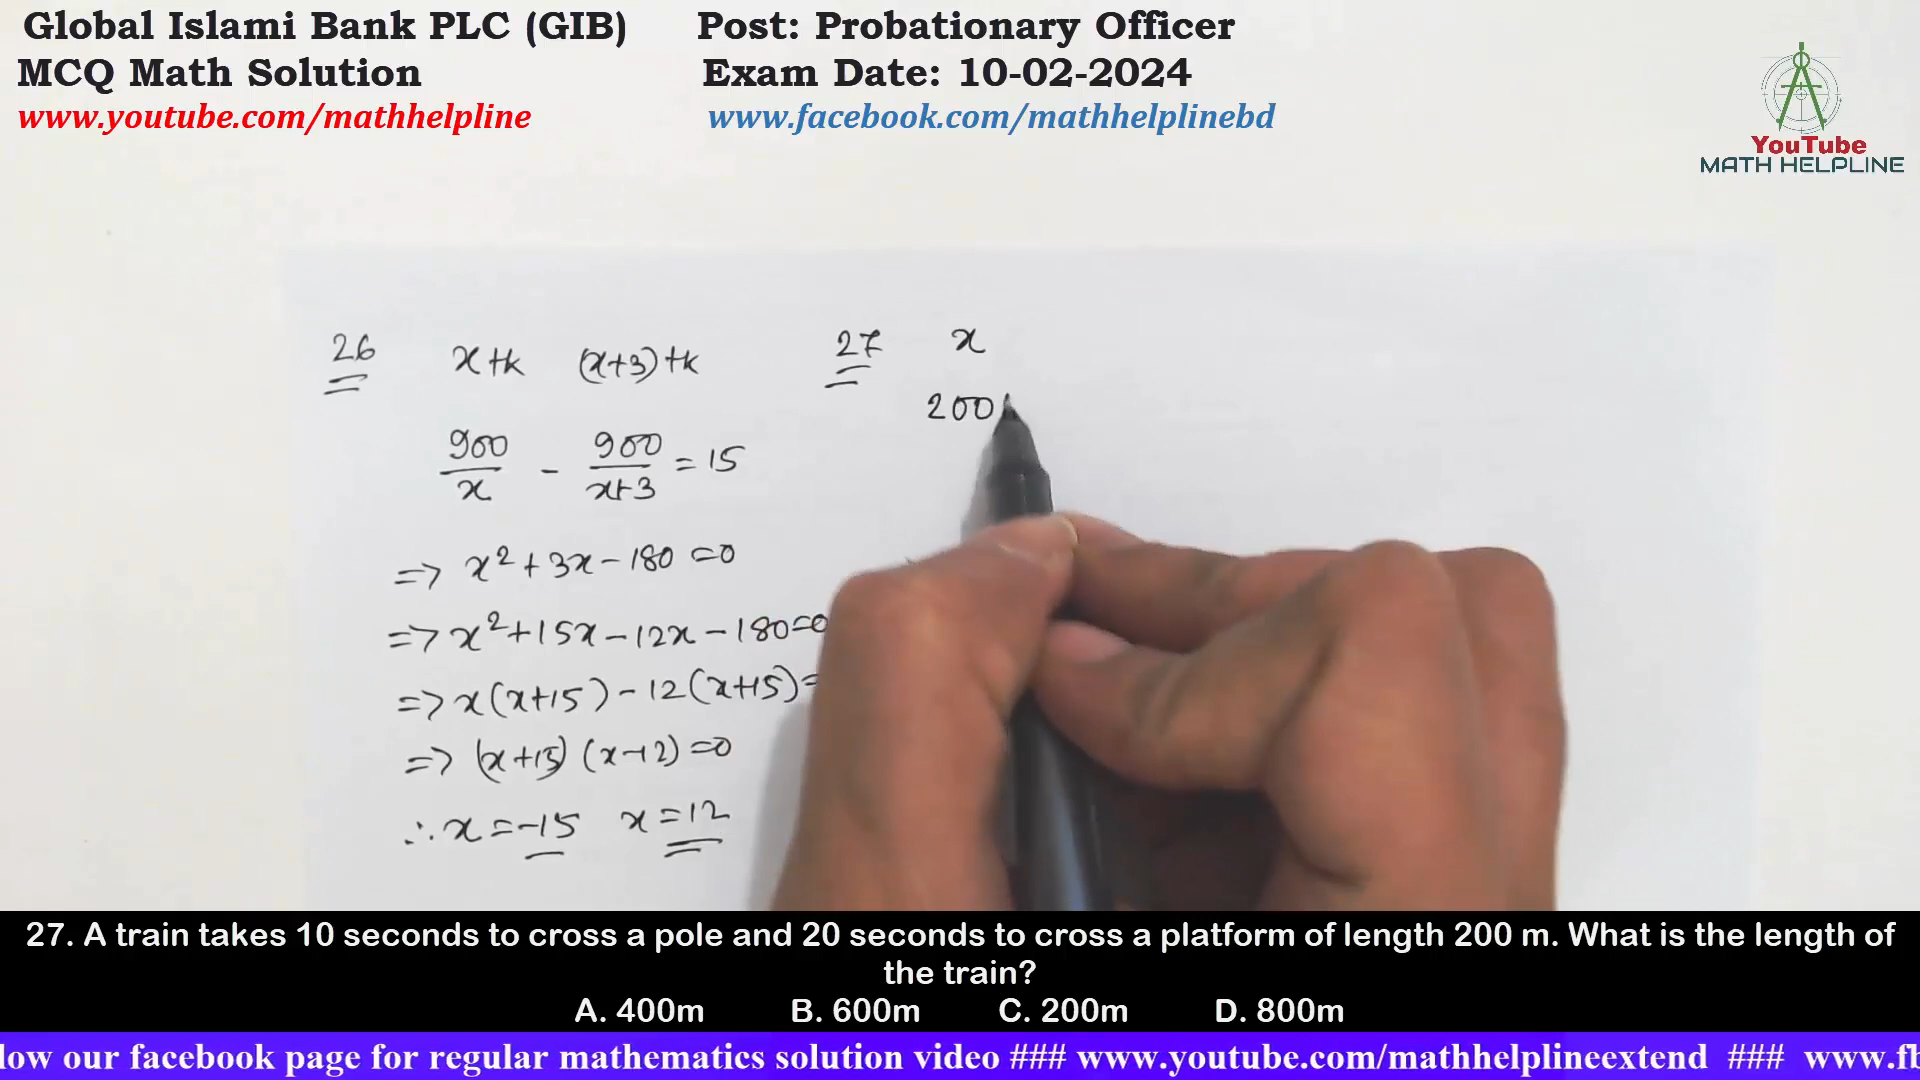 Global Islami Bank PLC (GIB) Post: Probationary Officer
MCQ Math Solution Exam Date: 10-02-2024
www.youtube.com/mathhelpline www.facebook.com/mathhelplinebd
YouTube
MATH HELPLINE
26 x+k (x+3)+k
900/x - 900/x+3 = 15
=> x²+3x-180=0
=> x²+15x-12x-180=0
=> x(x+15)-12(x+15)=
=> (x+15)(x-12)=0
∴ x=-15 x=12
27 x
200
27. A train takes 10 seconds to cross a pole and 20 seconds to cross a platform of length 200 m. What is the length of
the train?
A. 400m B. 600m C. 200m D. 800m
low our facebook page for regular mathematics solution video ### www.youtube.com/mathhelplineextend ### www.fb